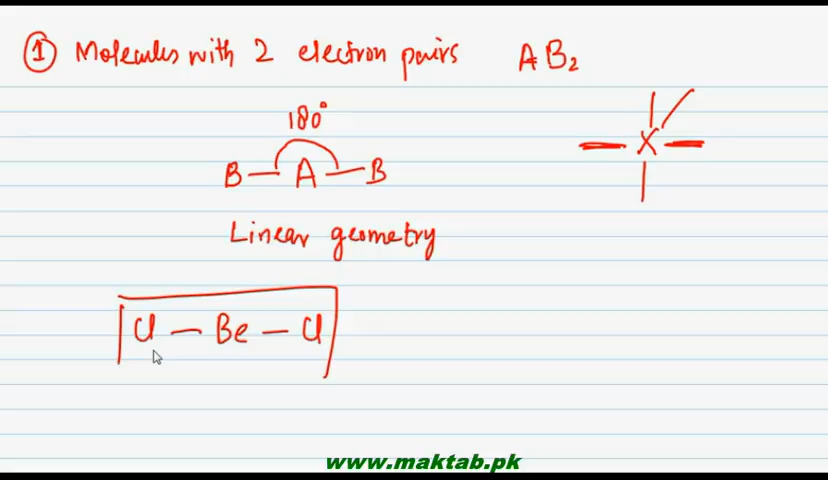 ① Molecules with 2 electron pairs AB₂
180°
B — A — B
X
Linear geometry
Cl — Be — Cl
www.maktab.pk